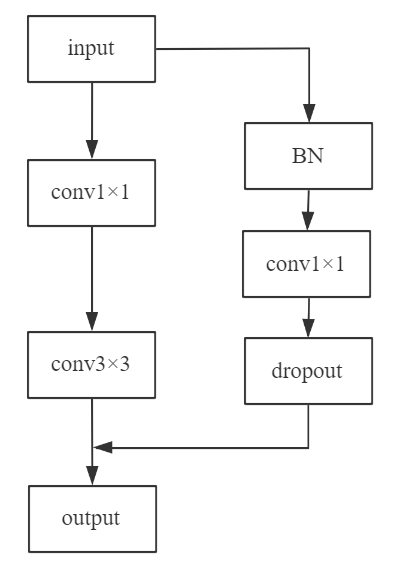 input
BN
conv1×1
conv1×1
conv3×3
dropout
output